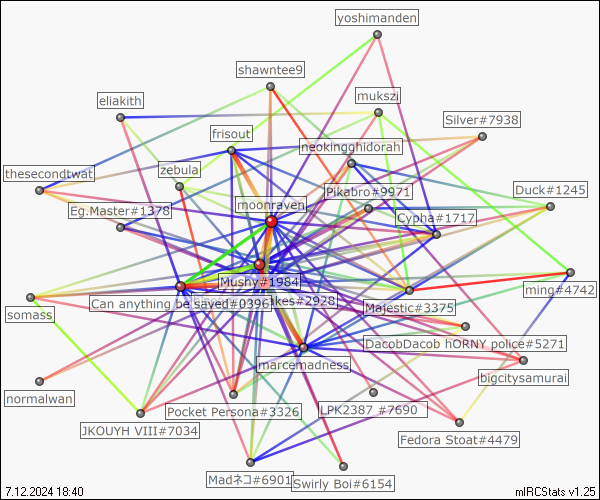 yoshimanden
shawntee9
eliakith
mukszi
Silver#7938
frisout
neokingghidorah
zebula
thesecondtwat
Pikabro#9971
Duck#1245
moonraven
Eg.Master#1378
Cypha#1717
Mushy#1984
ming#4742
Can anything be sayed#0396
akes#2928
Majestic#3375
somass
DacobDacob hORNY police#5271
marcemadness
bigcitysamurai
normalwan
Pocket Persona#3326
LPK2387 _#7690
JKOUYH VIII#7034
Fedora Stoat#4479
Madネコ#6901
Swirly Boi#6154
7.12.2024 18:40
mIRCStats v1.25